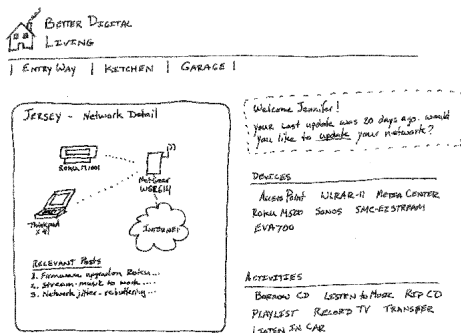 BETTER DIGITAL
LIVING
| ENTRY WAY | KITCHEN | GARAGE |
JERSEY - Network Detail
ROKU M1001
NetGear
WGR614
Thinkpad
X41
INTERNET
RELEVANT Posts
1. Firmware upgrade on Roku...
2. Stream music to work ....
3. Network jitter - rebuffering...
Welcome Jennifer!
your last update was 20 days ago. would
you like to update your network?
DEVICES
Access Point WLRAR-11 MEDIA CENTER
Roku M500 SONOS SMC-EZSTREAM
EVA700
ACTIVITIES
BORROW CD LISTEN to MUSIC RIP CD
PLAYLIST RECORD TV TRANSFER
LISTEN IN CAR